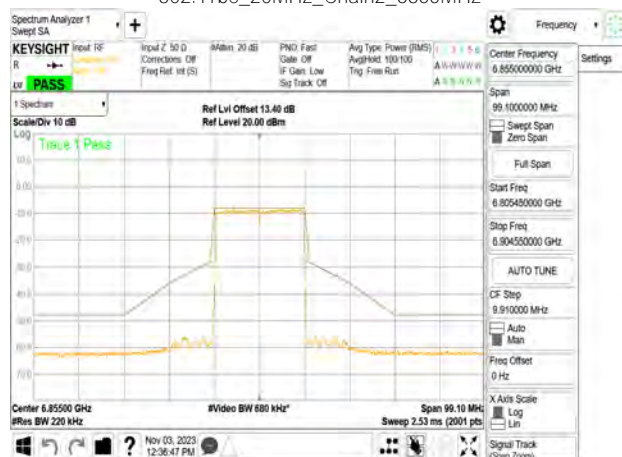 Spectrum Analyzer 1
Swept SA
+
Frequency
KEYSIGHT
Input: RF
R
PASS
Input Z: 50 Ω
Corrections: Off
Freq Ref: Int (S)
#Atten: 20 dB
PNO: Fast
Gate: Off
IF Gain: Low
Sig Track: Off
Avg Type: Power (RMS)
Avg|Hold: 100/100
Trig: Free Run
Center Frequency
6.855000000 GHz
Settings
Span
99.1000000 MHz
Swept Span
Zero Span
Full Span
Start Freq
6.805450000 GHz
Stop Freq
6.904550000 GHz
AUTO TUNE
CF Step
9.910000 MHz
Auto
Man
Freq Offset
0 Hz
X Axis Scale
Log
Lin
Signal Track
(Span Zoom)
1 Spectrum
Scale/Div 10 dB
Ref Lvl Offset 13.40 dB
Ref Level 20.00 dBm
Log
Trace 1 Pass
Center 6.85500 GHz
#Res BW 220 kHz
#Video BW 680 kHz*
Span 99.10 MHz
Sweep 2.53 ms (2001 pts
?
Nov 03, 2023
12:36:47 PM